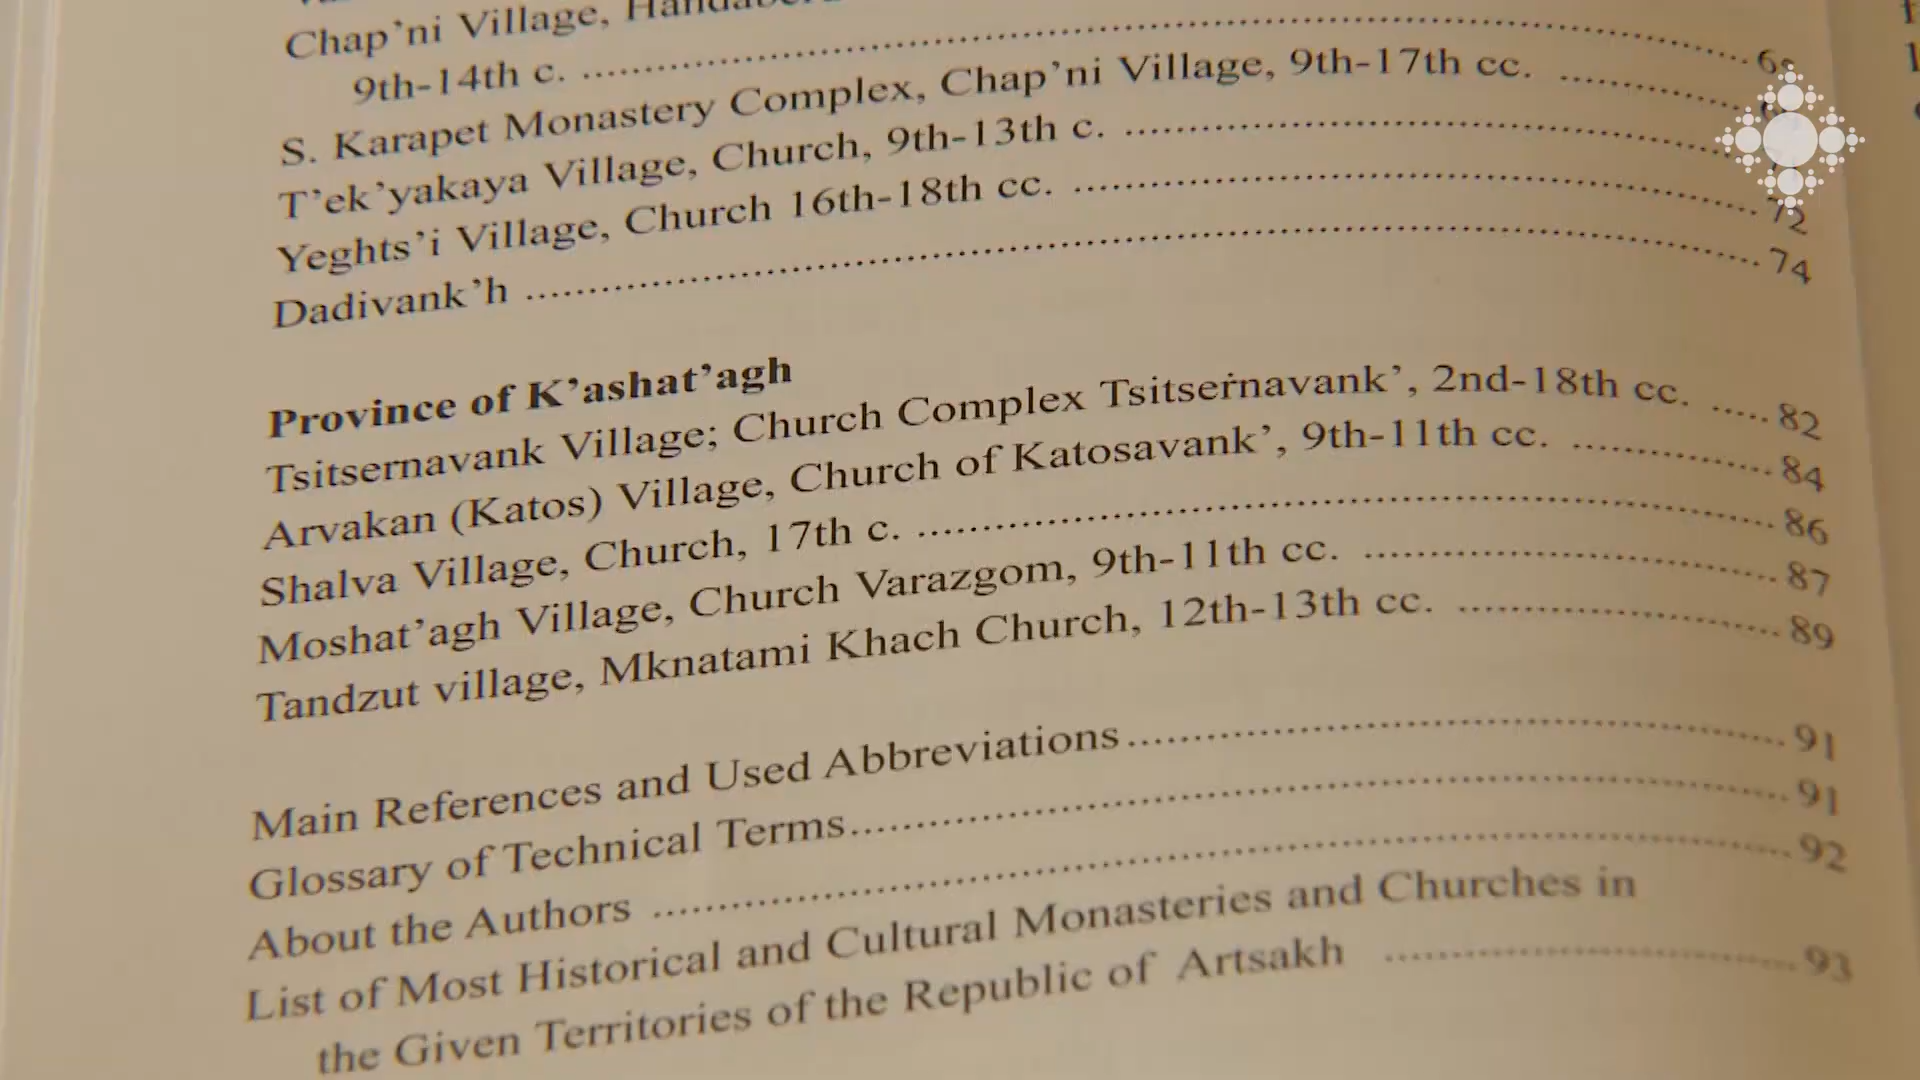 Chap’ni Village,
9th-14th c. ........................................
S. Karapet Monastery Complex, Chap’ni Village, 9th-17th cc. ............
T’ek’yakaya Village, Church, 9th-13th c. ........................................
Yeghts’i Village, Church 16th-18th cc. ........................................72
Dadivank’h ........................................74
Province of K’ashat’agh
Tsitsernavank Village; Church Complex Tsitseṙnavank’, 2nd-18th cc. .....82
Arvakan (Katos) Village, Church of Katosavank’, 9th-11th cc. ............84
Shalva Village, Church, 17th c. ........................................86
Moshat’agh Village, Church Varazgom, 9th-11th cc. ........................87
Tandzut village, Mknatami Khach Church, 12th-13th cc. ....................89
Main References and Used Abbreviations........................................91
Glossary of Technical Terms........................................91
About the Authors ........................................92
List of Most Historical and Cultural Monasteries and Churches in
the Given Territories of the Republic of Artsakh ........................93